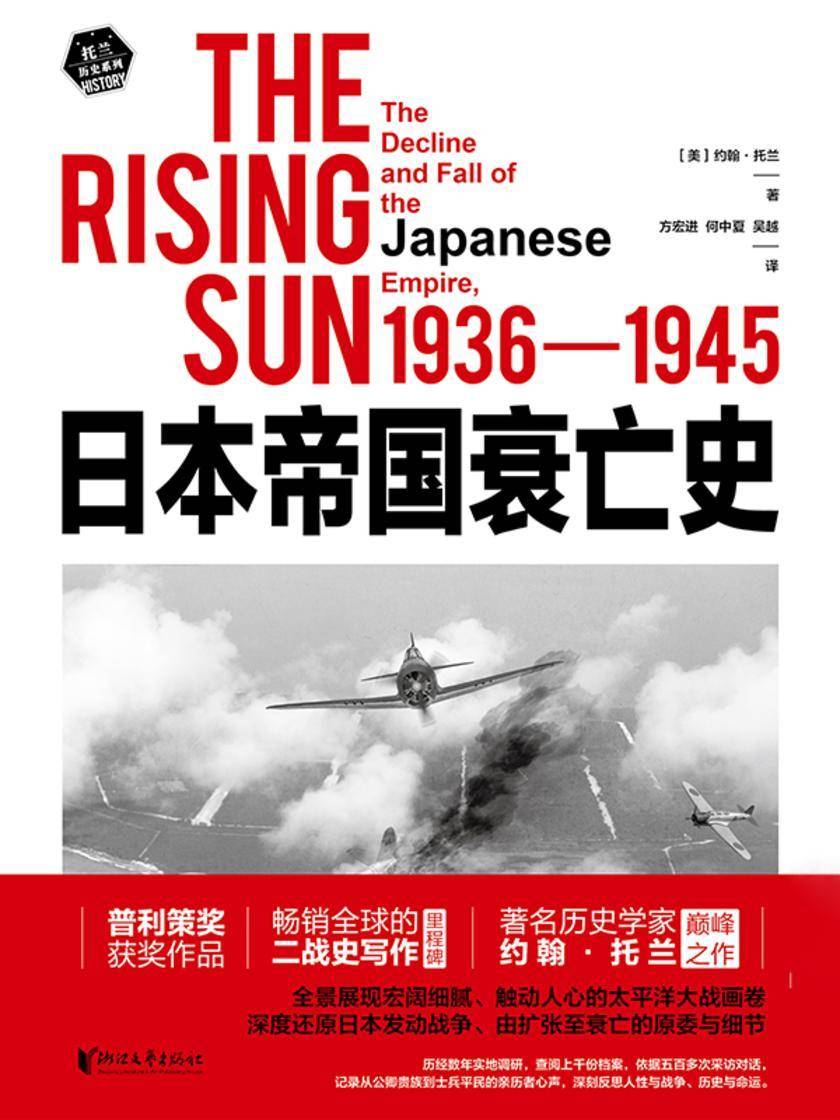 托兰
历史系列
HISTORY
THE
RISING
SUN
The
Decline
and Fall of
the
Japanese
Empire,
1936—1945
[美]约翰·托兰
著
方宏进 何中夏 吴越
译
日本帝国衰亡史
普利策奖
获奖作品
畅销全球的
二战史写作
里程碑
著名历史学家
约翰·托兰
巅峰
之作
全景展现宏阔细腻、触动人心的太平洋大战画卷
深度还原日本发动战争、由扩张至衰亡的原委与细节
浙江文艺出版社
历经数年实地调研，查阅上千份档案，依据五百多次采访对话，
记录从公卿贵族到士兵平民的亲历者心声，深刻反思人性与战争、历史与命运。